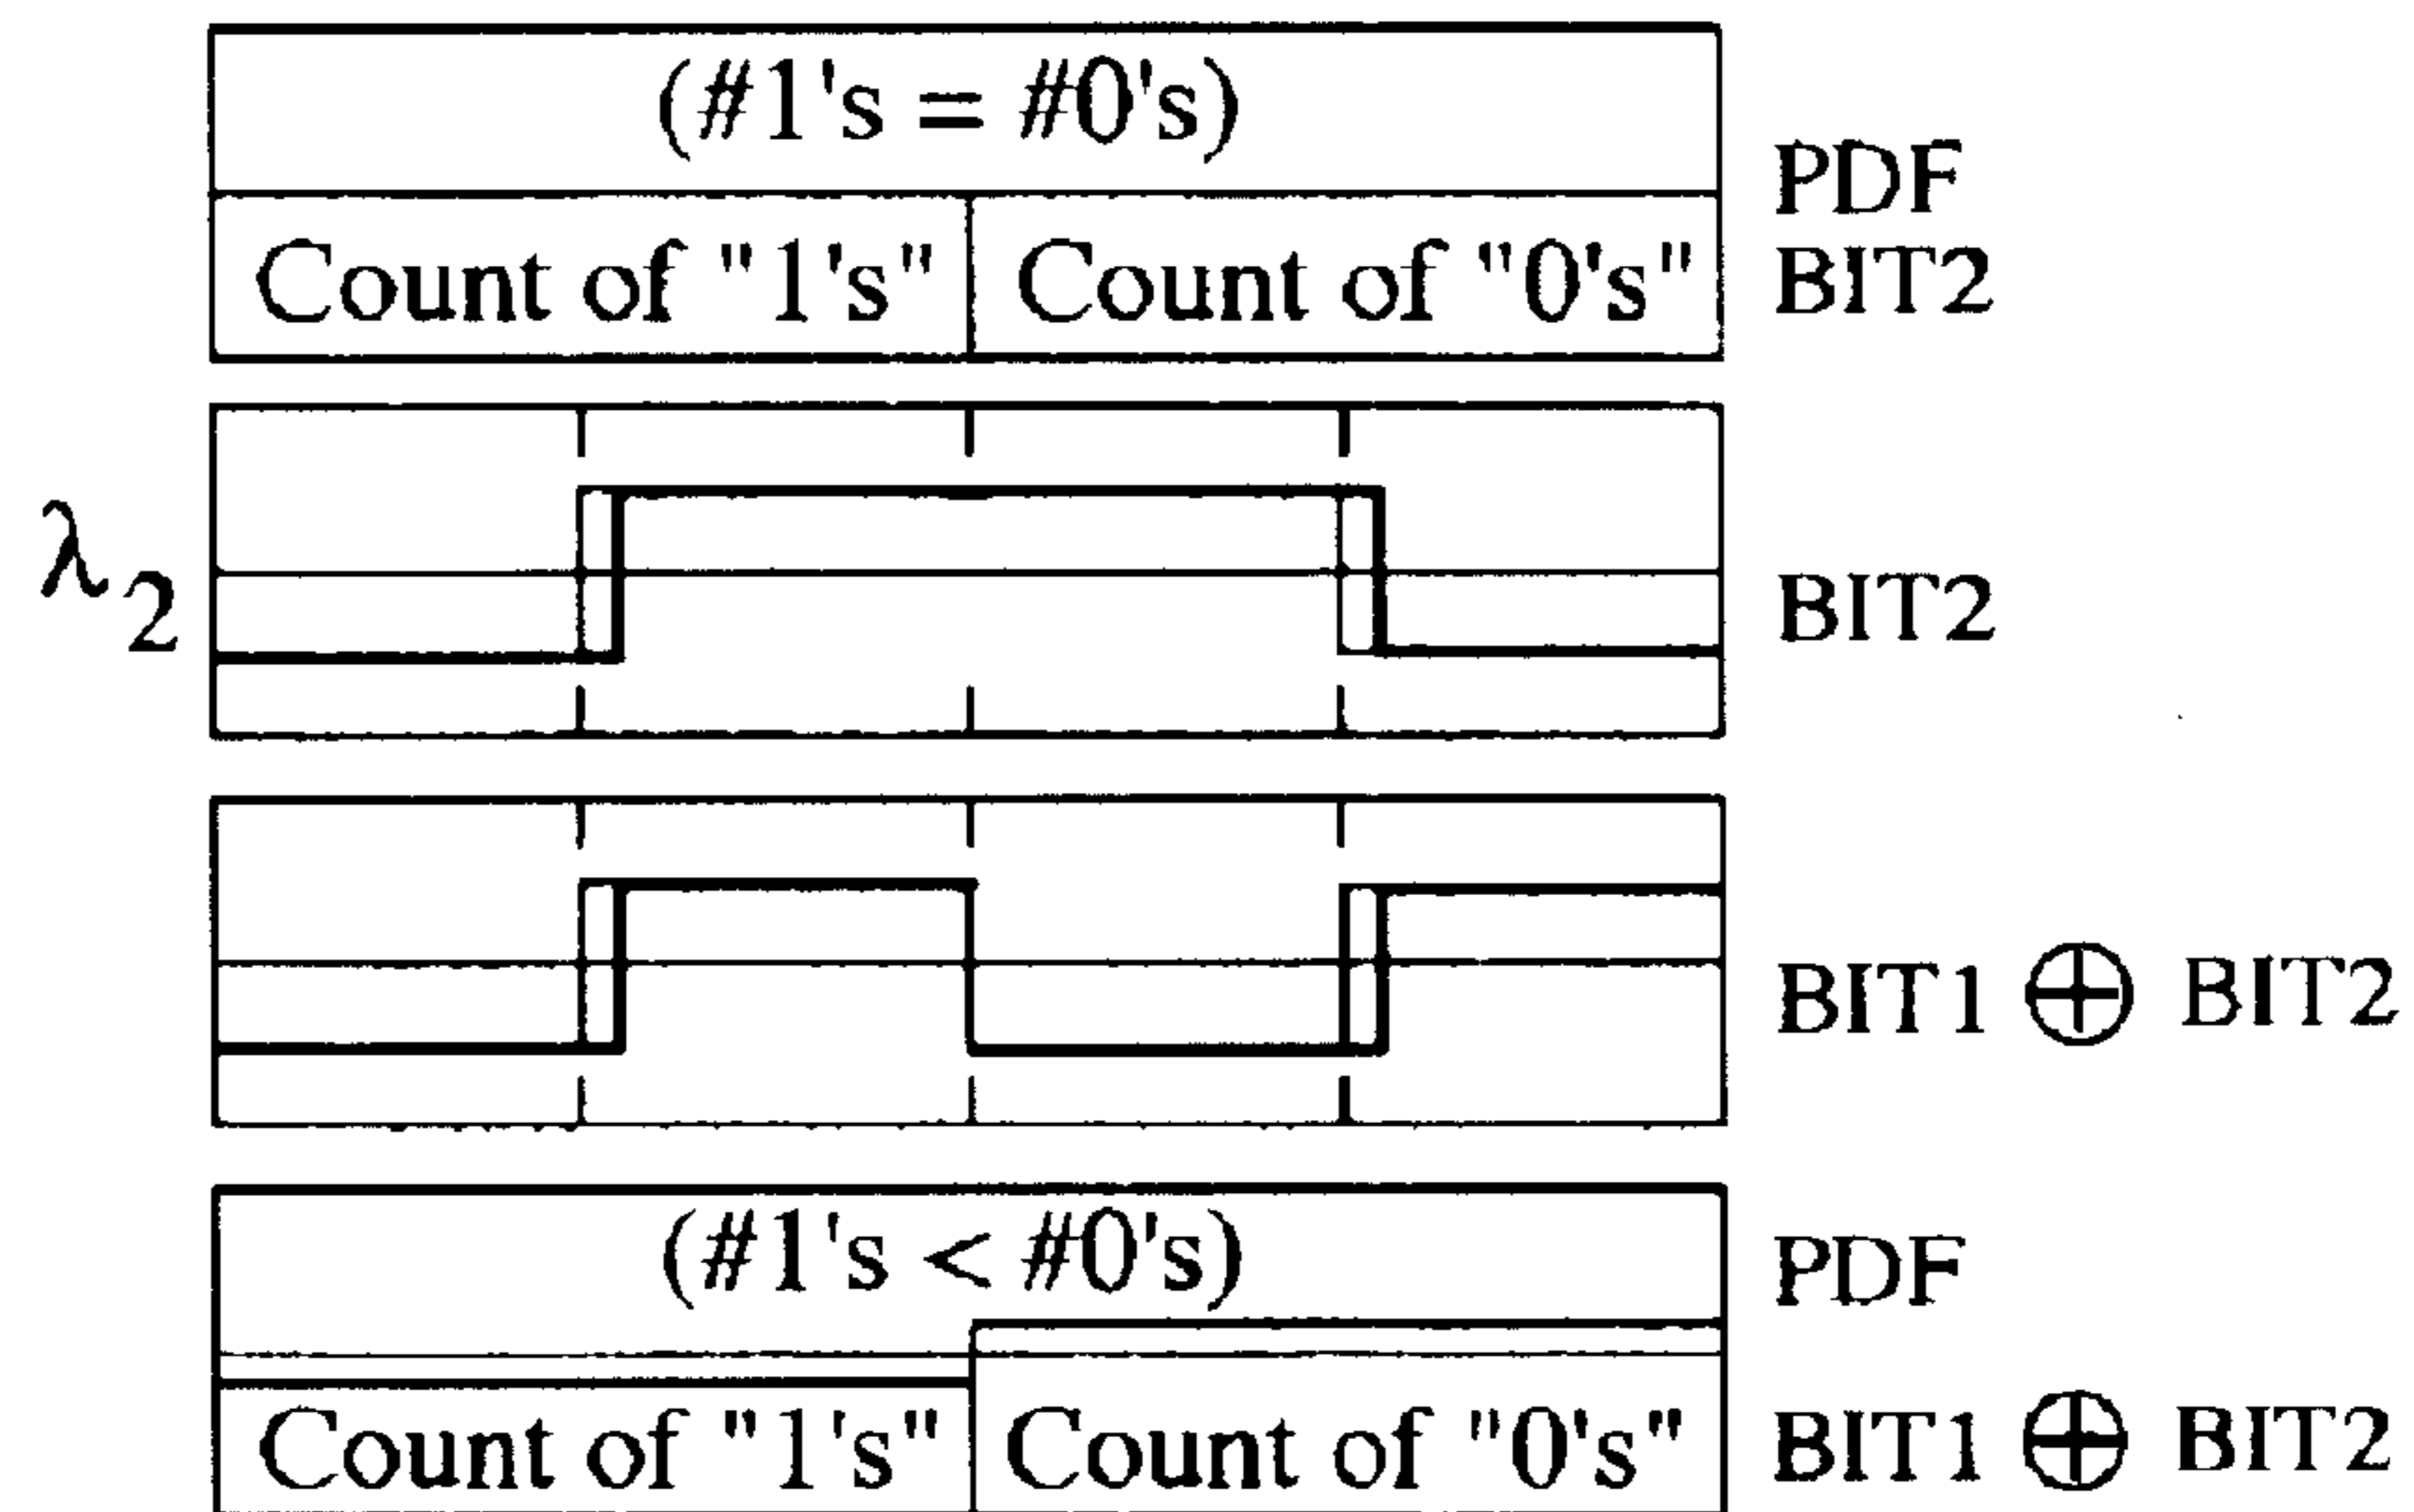 (#1's = #0's)
PDF
Count of "1's" Count of "0's" BIT2
λ2 BIT2
BIT1 ⊕ BIT2
(#1's < #0's) PDF
Count of "1's" Count of "0's" BIT1 ⊕ BIT2